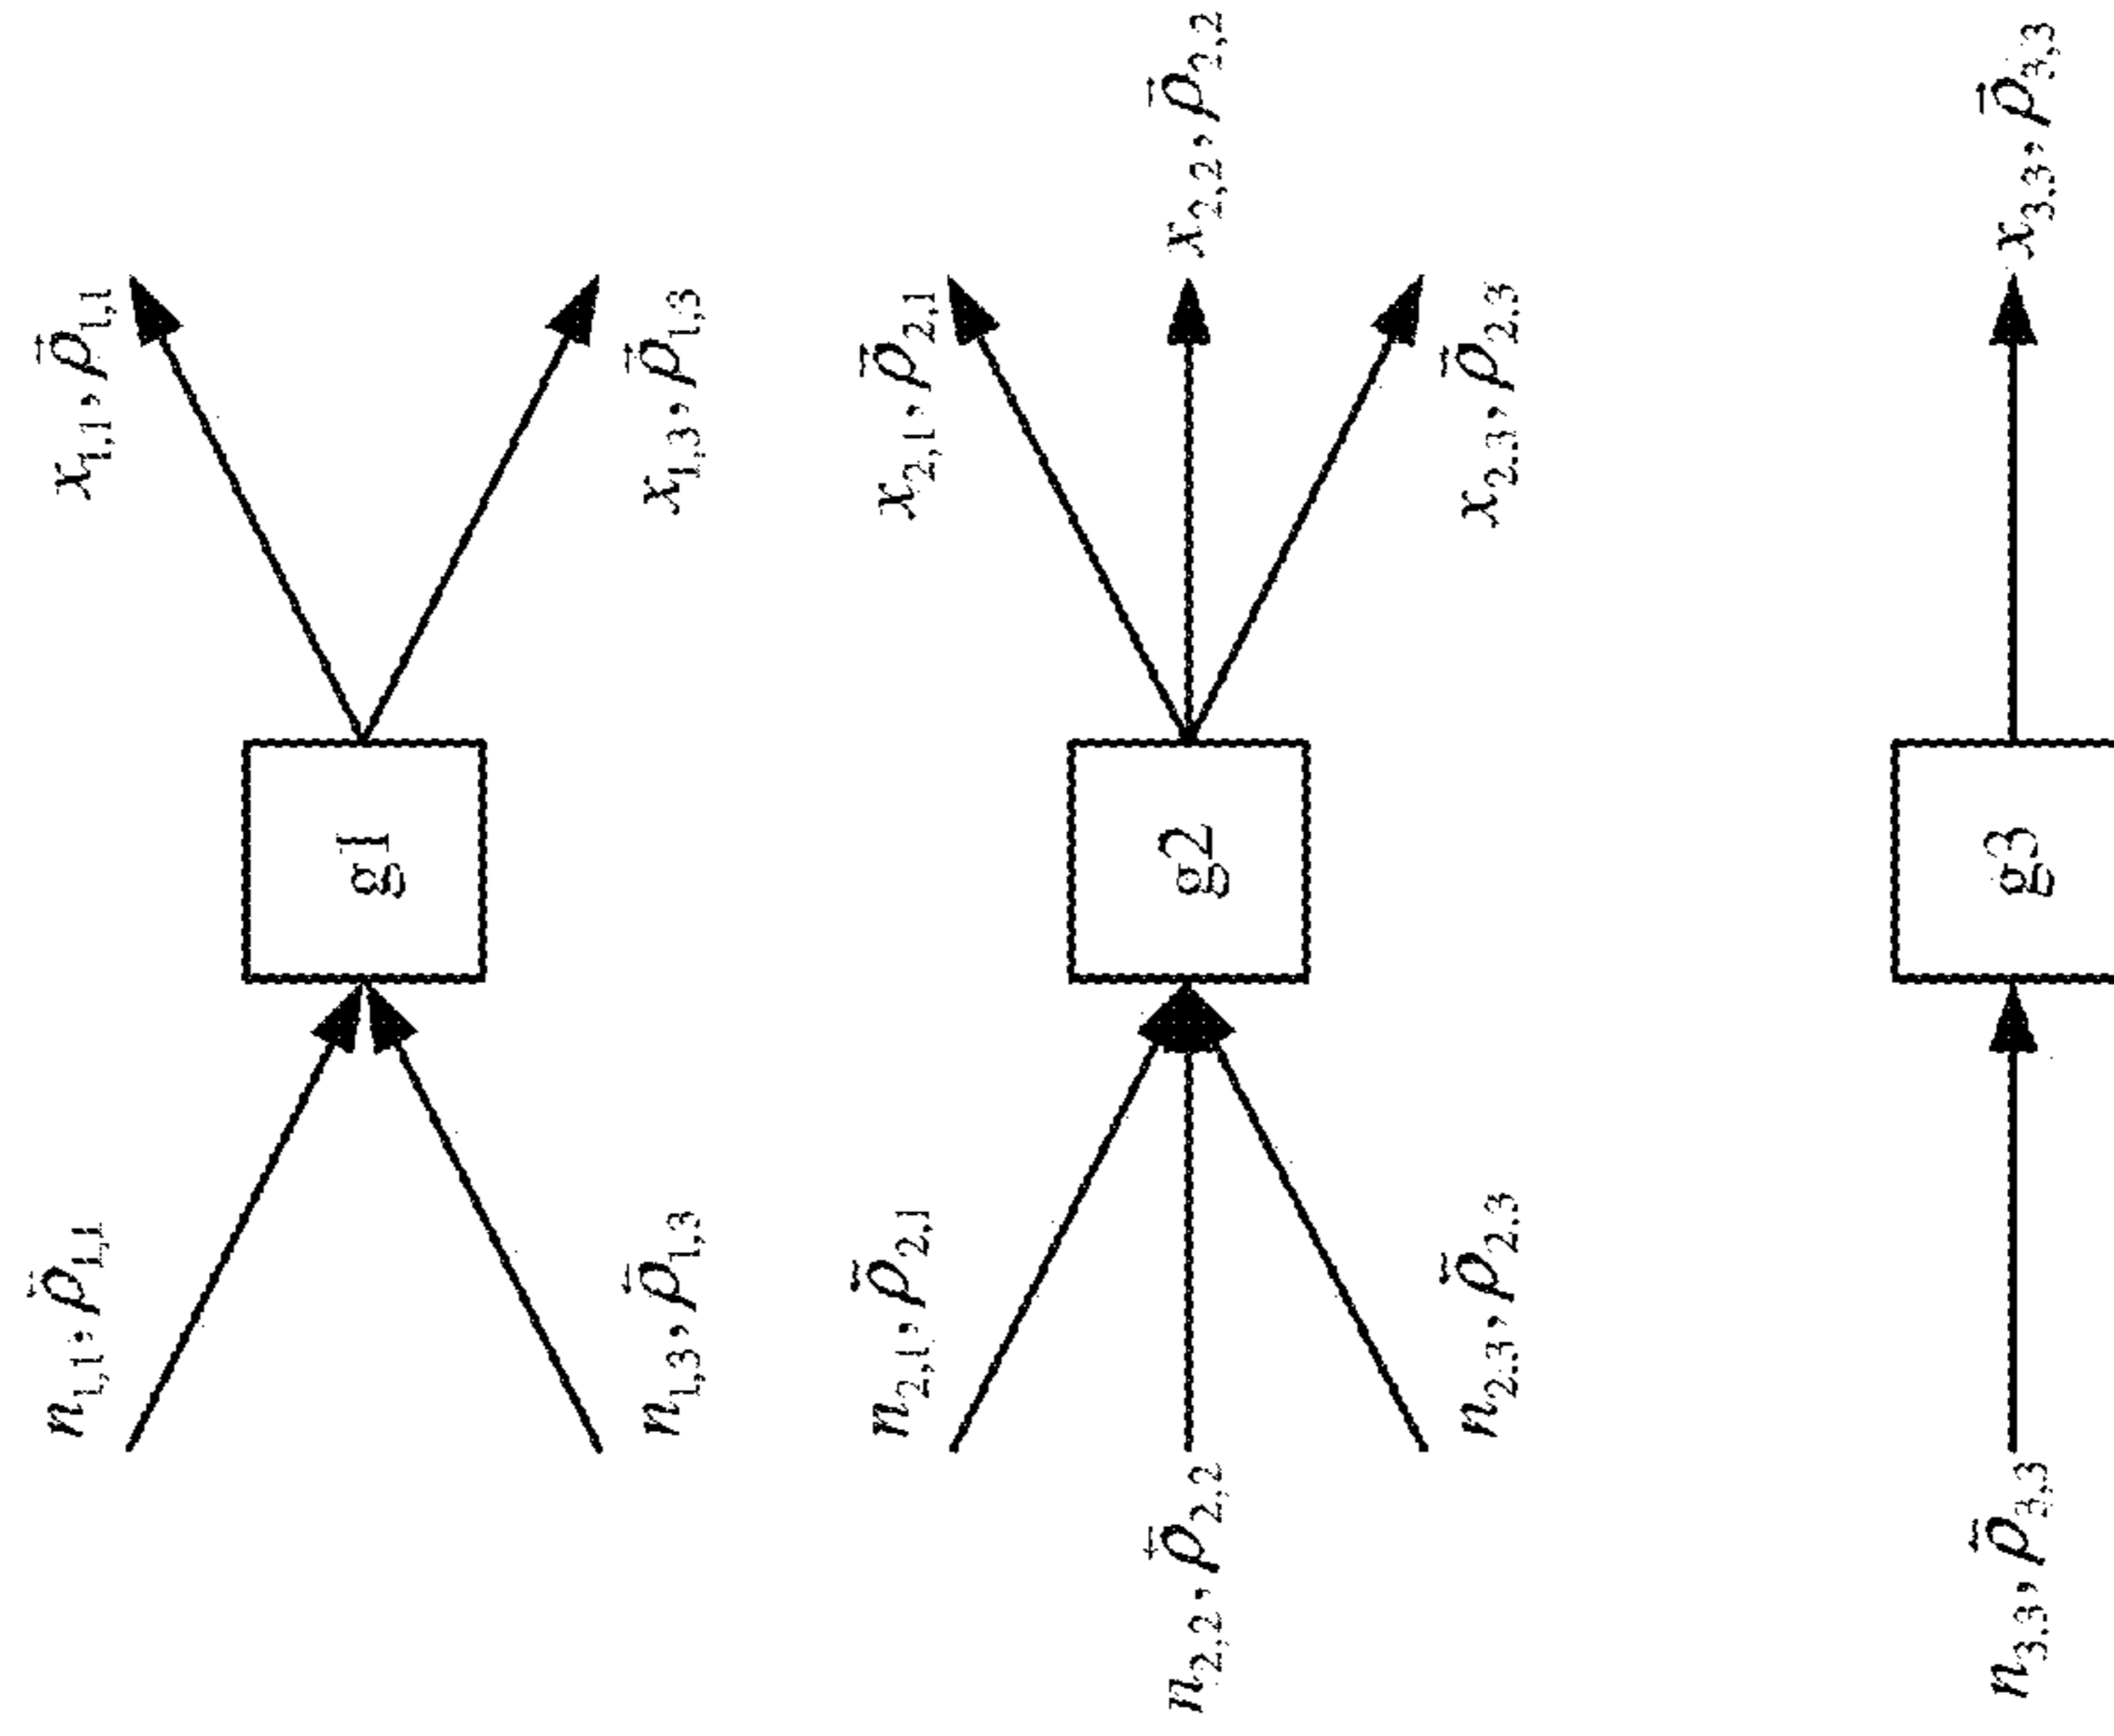 x₁,₁, ρ⃗₁,₁
x₁,₃, ρ⃗₁,₃
x₂,₁, ρ⃗₂,₁
x₂,₂, ρ⃗₂,₂
x₂,₃, ρ⃗₂,₃
x₃,₃, ρ⃗₃,₃
g1
g2
g3
n₁,₁, ρ⃖₁,₁
n₁,₃, ρ⃖₁,₃
n₂,₁, ρ⃖₂,₁
n₂,₂, ρ⃖₂,₂
n₂,₃, ρ⃖₂,₃
n₃,₃, ρ⃖₃,₃